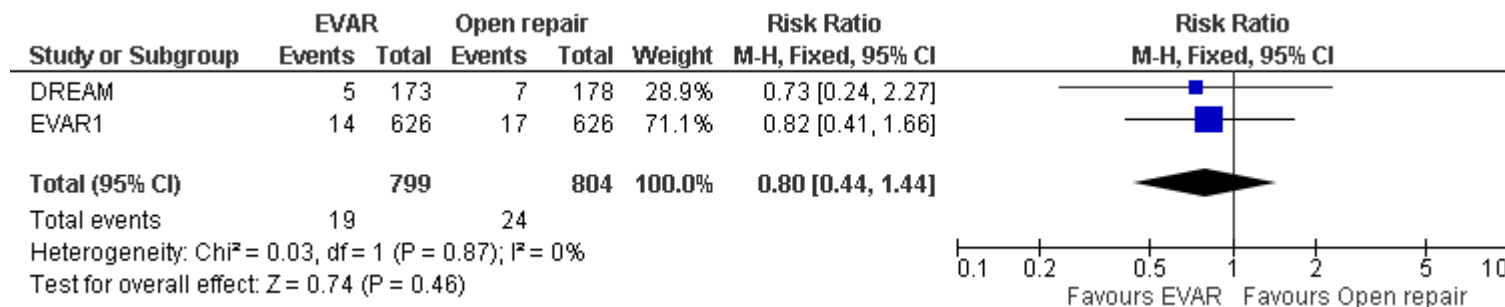 EVAR Open repair Risk Ratio Risk Ratio
Study or Subgroup Events Total Events Total Weight M-H, Fixed, 95% CI M-H, Fixed, 95% CI
DREAM 5 173 7 178 28.9% 0.73 [0.24, 2.27]
EVAR1 14 626 17 626 71.1% 0.82 [0.41, 1.66]
Total (95% CI) 799 804 100.0% 0.80 [0.44, 1.44]
Total events 19 24
Heterogeneity: Chi² = 0.03, df = 1 (P = 0.87); I² = 0%
Test for overall effect: Z = 0.74 (P = 0.46)
0.1 0.2 0.5 1 2 5 10
Favours EVAR Favours Open repair